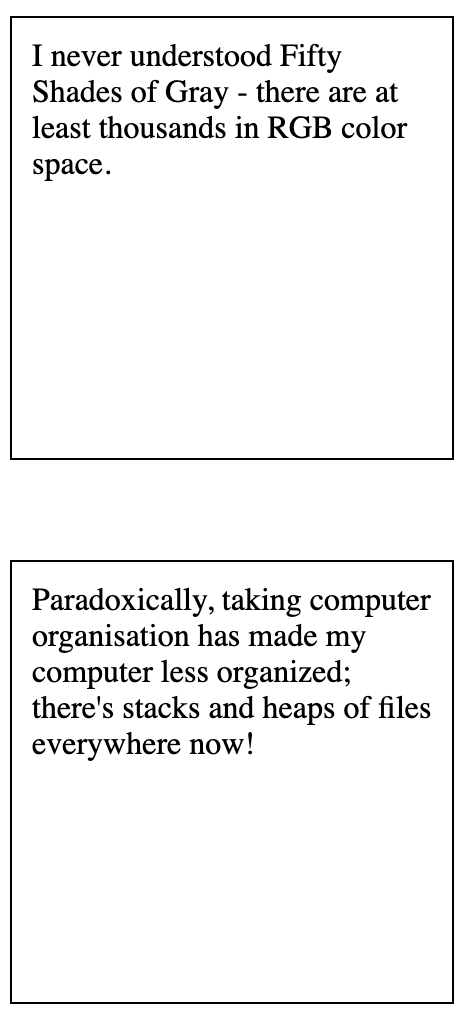 I never understood Fifty
Shades of Gray - there are at
least thousands in RGB color
space.
Paradoxically, taking computer
organisation has made my
computer less organized;
there's stacks and heaps of files
everywhere now!